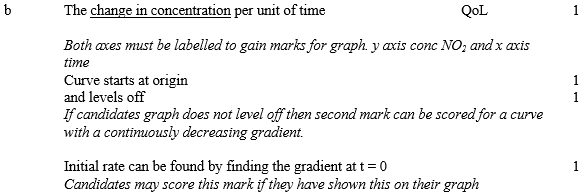 b The change in concentration per unit of time QoL 1
Both axes must be labelled to gain marks for graph. y axis conc NO₂ and x axis
time
Curve starts at origin 1
and levels off 1
If candidates graph does not level off then second mark can be scored for a curve
with a continuously decreasing gradient.
Initial rate can be found by finding the gradient at t = 0 1
Candidates may score this mark if they have shown this on their graph